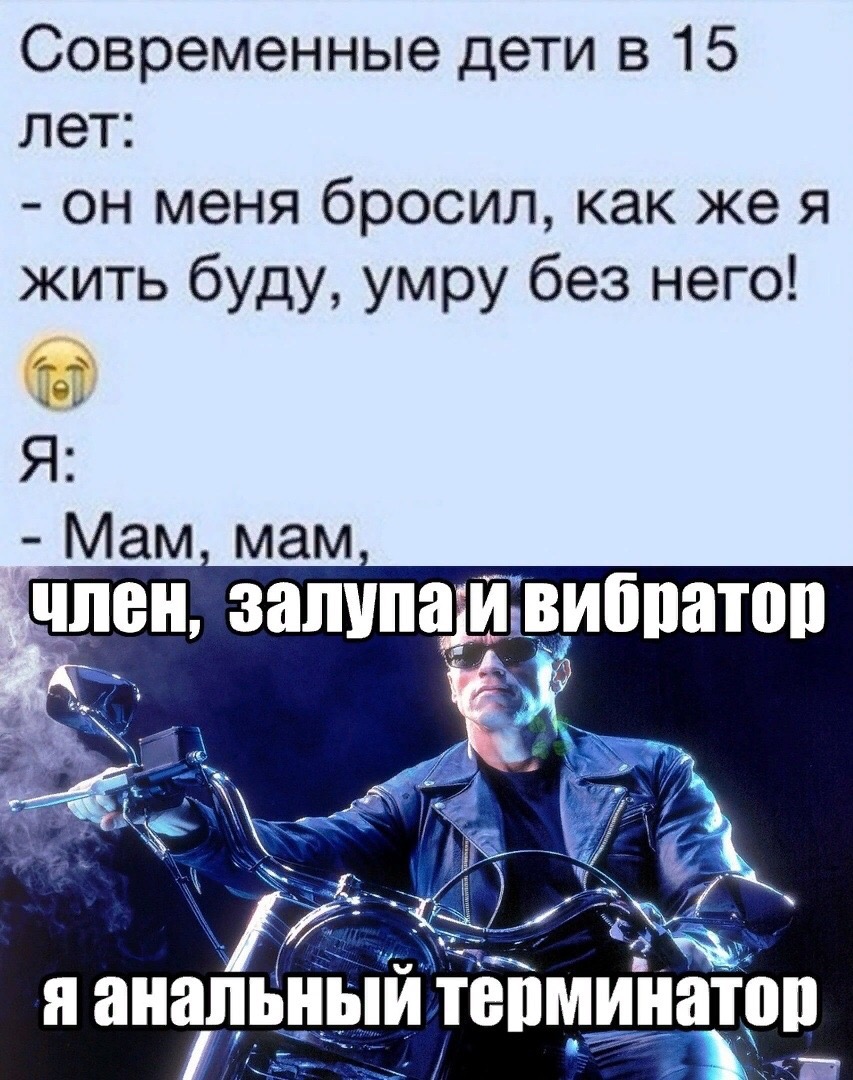 Современные дети в 15
лет:
- он меня бросил, как же я
жить буду, умру без него!
😭
Я:
- Мам, мам,
член, залупа и вибратор
я анальный терминатор